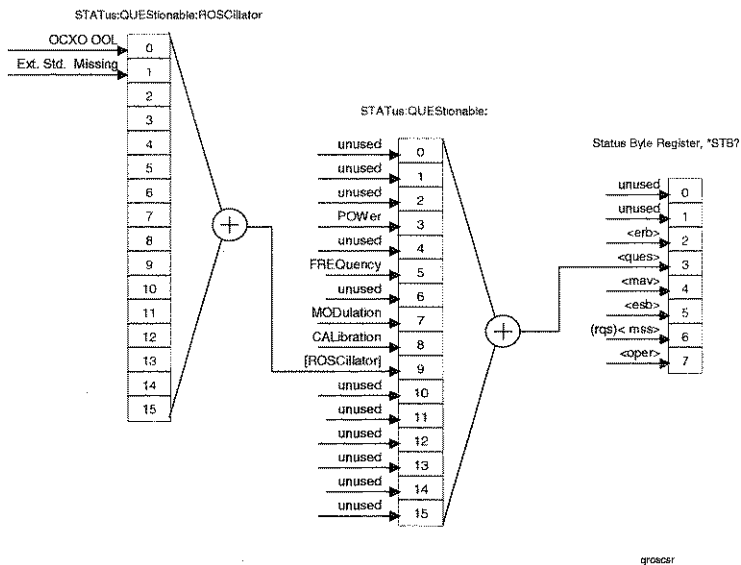 STATus:QUEStionable:ROSCillator
OCXO OOL
0
Ext. Std. Missing
1
2
3
4
5
6
7
8
9
10
11
12
13
14
15
+
STATus:QUEStionable:
unused
0
unused
1
unused
2
POWer
3
unused
4
FREQuency
5
unused
6
MODulation
7
CALibration
8
[ROSCillator]
9
unused
10
unused
11
unused
12
unused
13
unused
14
unused
15
+
Status Byte Register, *STB?
unused
0
unused
1
<erb>
2
<ques>
3
<mav>
4
<esb>
5
(rqs)< mss>
6
<oper>
7
qroscsr